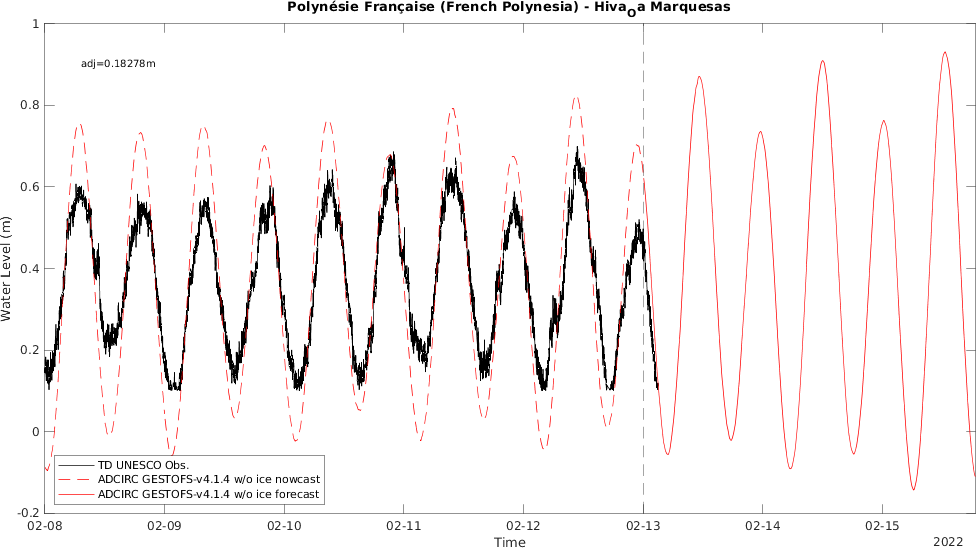 Polynésie Française (French Polynesia) - Hiva_Oa Marquesas
adj=0.18278m
1
0.8
0.6
0.4
0.2
0
-0.2
Water Level (m)
TD UNESCO Obs.
ADCIRC GESTOFS-v4.1.4 w/o ice nowcast
ADCIRC GESTOFS-v4.1.4 w/o ice forecast
02-08 02-09 02-10 02-11 02-12 02-13 02-14 02-15
Time
2022